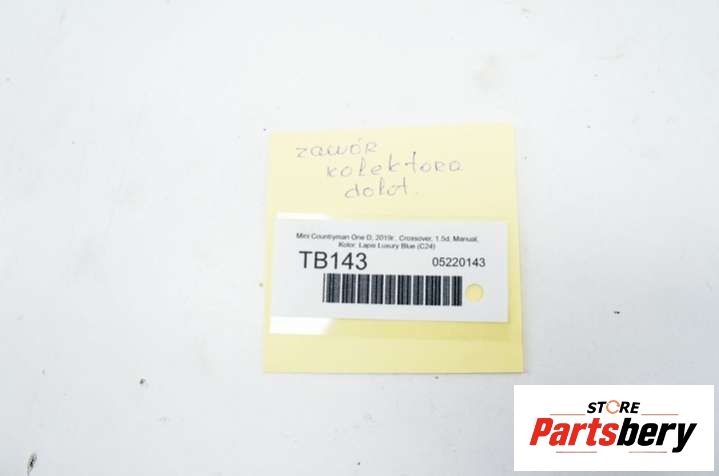 zawór
kolektora
dolot.
Mini Countryman One D, 2019r., Crossover, 1.5d, Manual,
Kolor: Lapis Luxury Blue (C24)
TB143 05220143
STORE
Partsbery